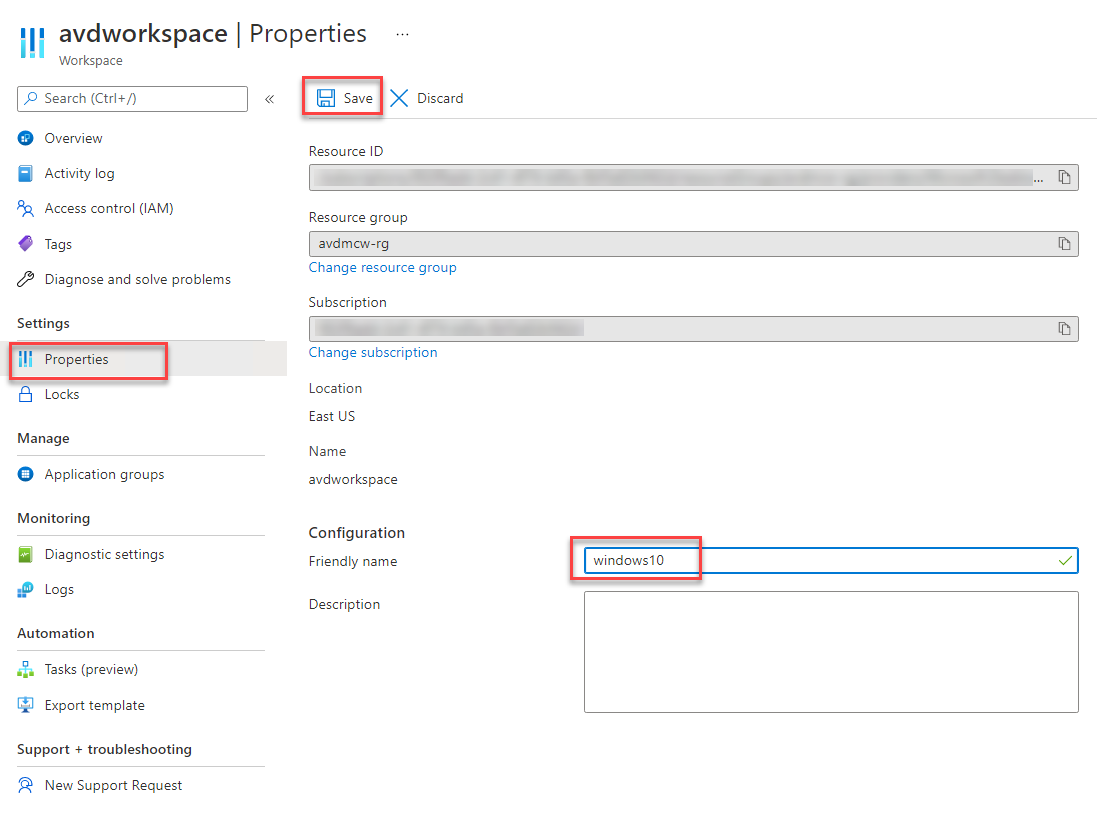 avdworkspace | Properties ...
Workspace
Search (Ctrl+/)
«
Save
Discard
Overview
Activity log
Access control (IAM)
Tags
Diagnose and solve problems
Settings
Properties
Locks
Manage
Application groups
Monitoring
Diagnostic settings
Logs
Automation
Tasks (preview)
Export template
Support + troubleshooting
New Support Request
Resource ID
...
Resource group
avdmcw-rg
Change resource group
Subscription
Change subscription
Location
East US
Name
avdworkspace
Configuration
Friendly name
windows10
Description